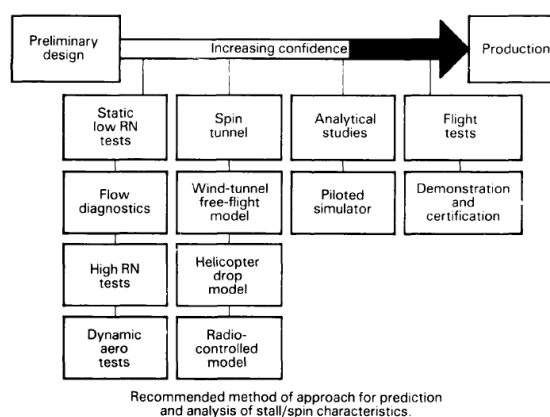 Preliminary
design
Increasing confidence
Production
Static
low RN
tests
Flow
diagnostics
High RN
tests
Dynamic
aero
tests
Spin
tunnel
Wind-tunnel
free-flight
model
Helicopter
drop
model
Radio-
controlled
model
Analytical
studies
Piloted
simulator
Flight
tests
Demonstration
and
certification
Recommended method of approach for prediction
and analysis of stall/spin characteristics.